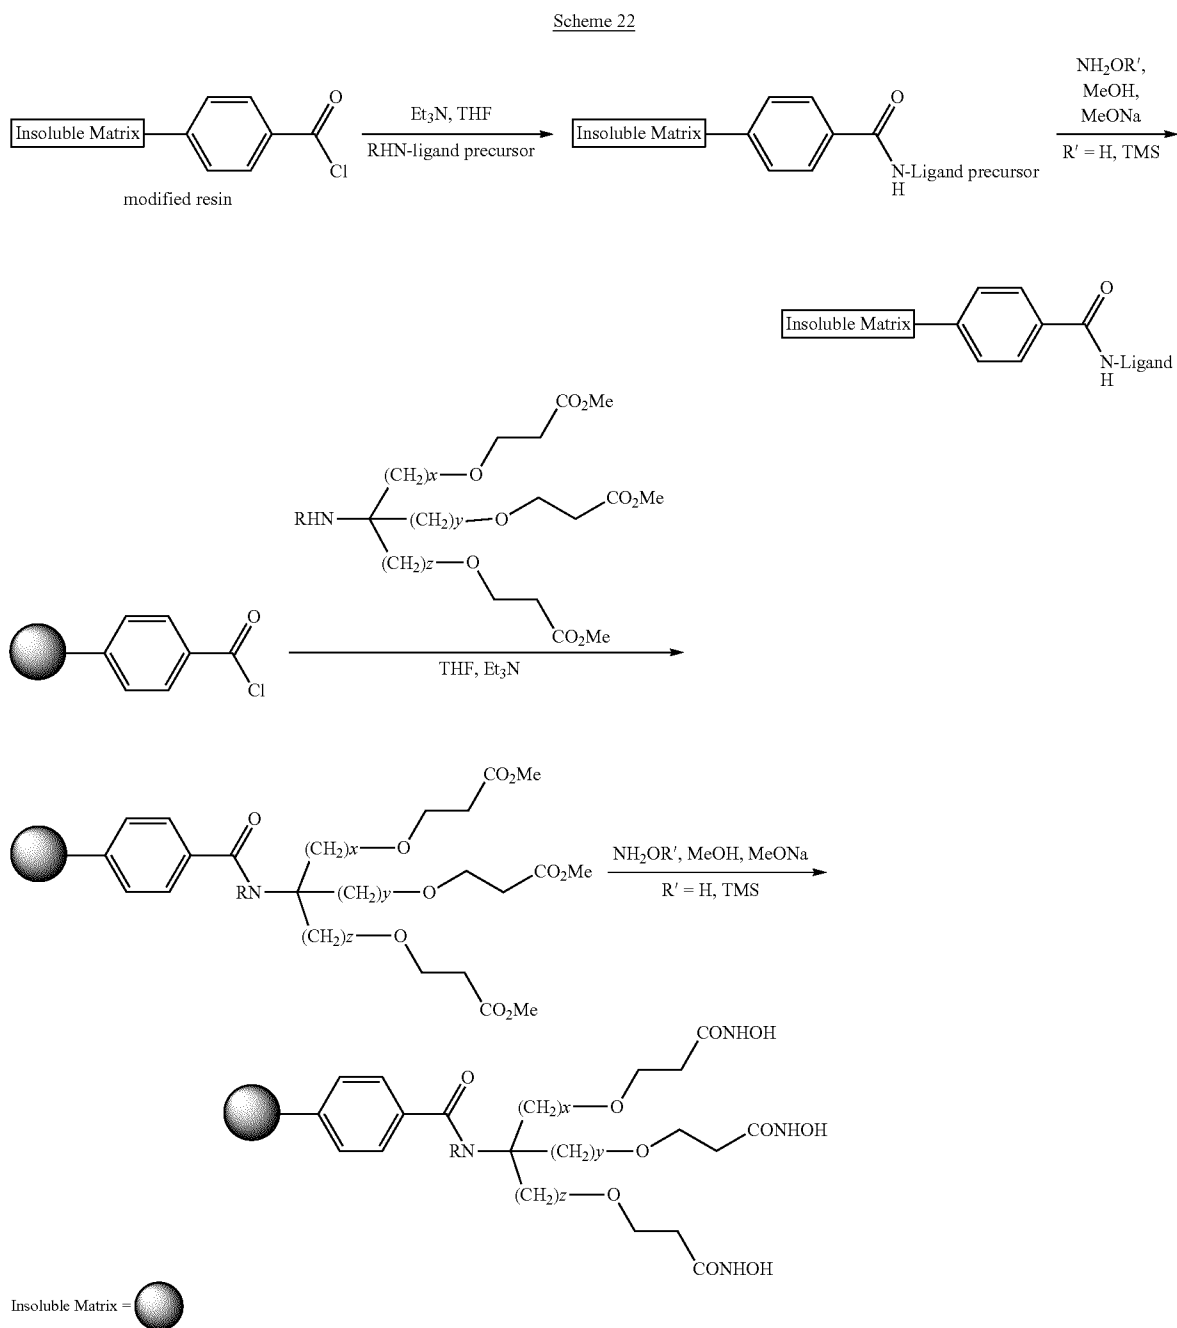 Scheme 22
Insoluble Matrix
O
Cl
modified resin
Et₃N, THF
RHN-ligand precursor
Insoluble Matrix
O
N-Ligand precursor
H
NH₂OR′,
MeOH,
MeONa
R′ = H, TMS
Insoluble Matrix
O
N-Ligand
H
CO₂Me
(CH₂)x—O
CO₂Me
RHN
(CH₂)y—O
(CH₂)z—O
CO₂Me
O
Cl
THF, Et₃N
CO₂Me
O
(CH₂)x—O
CO₂Me
RN
(CH₂)y—O
(CH₂)z—O
CO₂Me
NH₂OR′, MeOH, MeONa
R′ = H, TMS
CONHOH
O
(CH₂)x—O
CONHOH
RN
(CH₂)y—O
(CH₂)z—O
CONHOH
Insoluble Matrix =